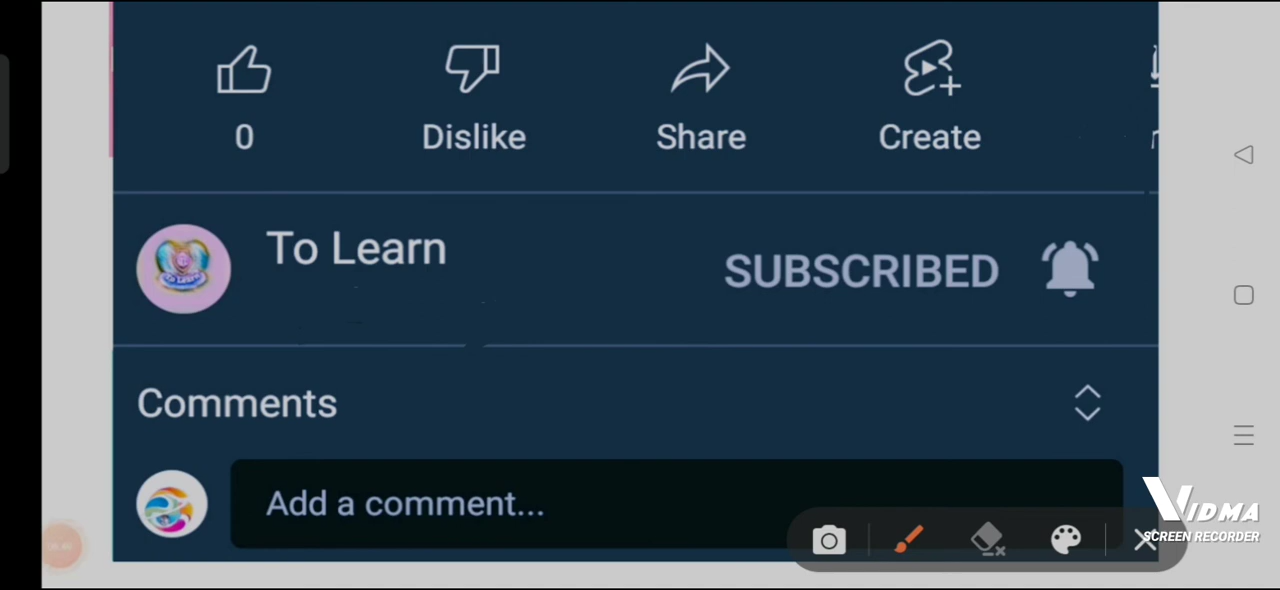 0
Dislike
Share
Create
To Learn
SUBSCRIBED
Comments
Add a comment...
VIDMA
SCREEN RECORDER